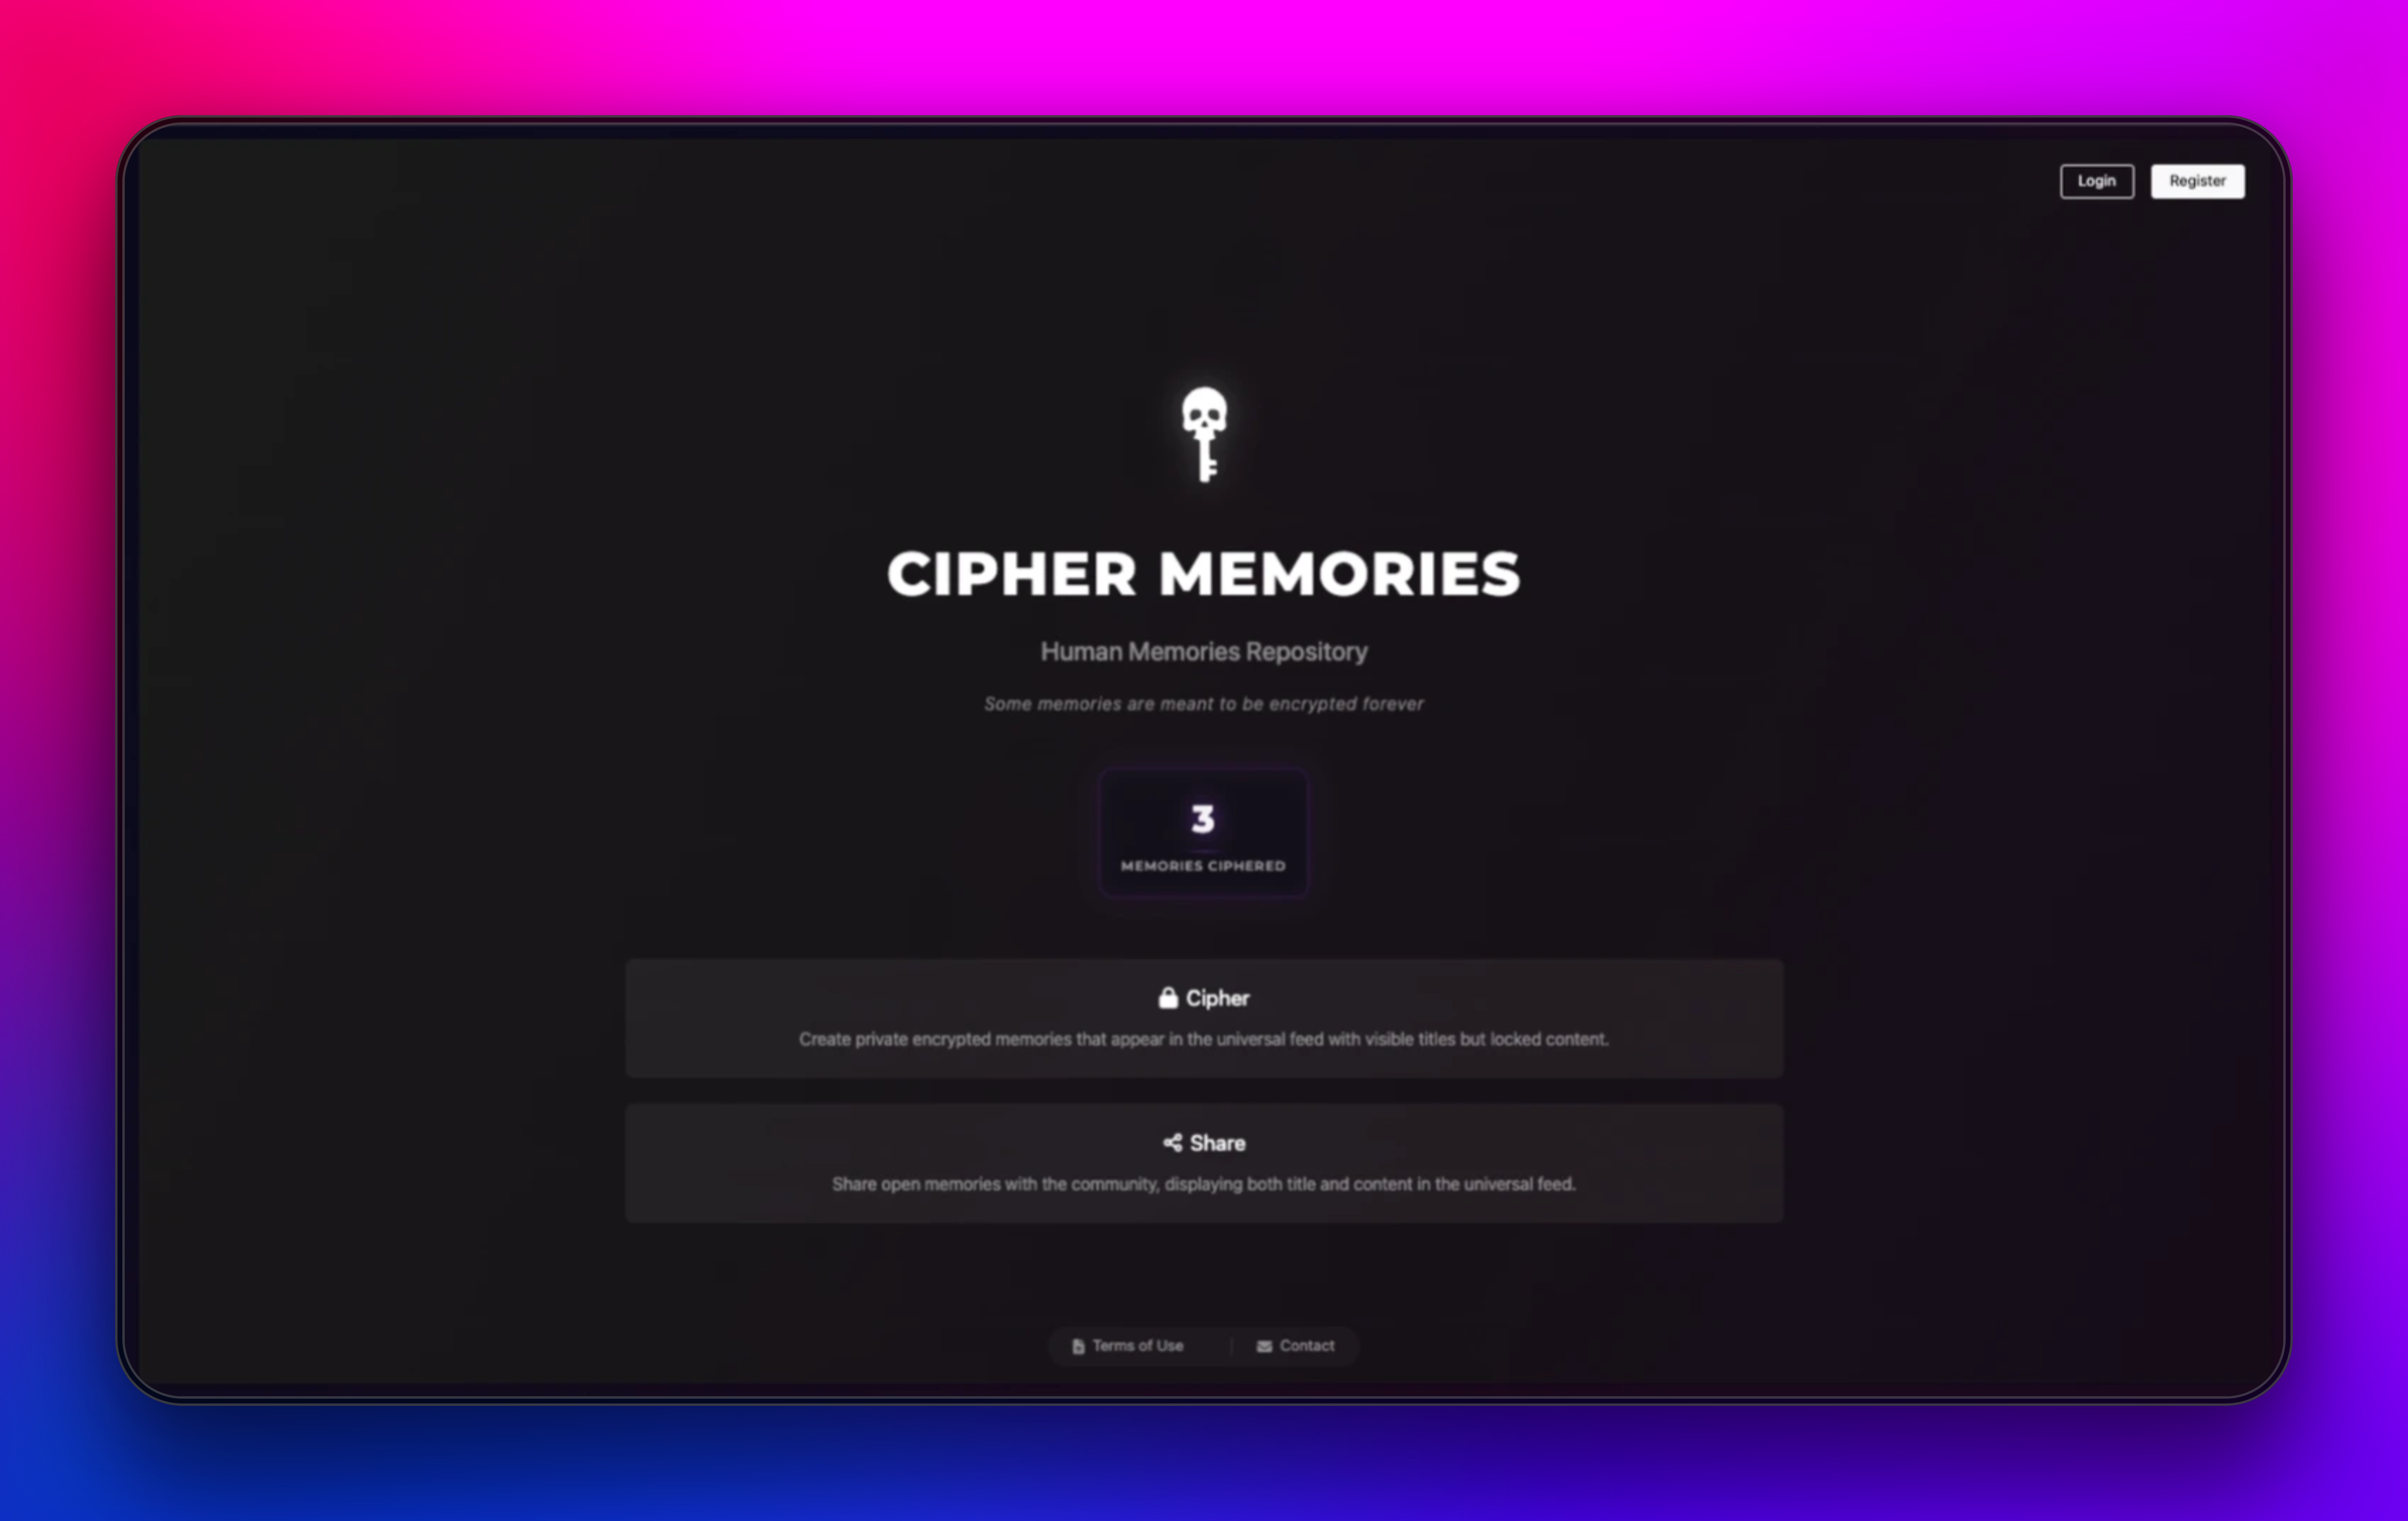 Login
Register
CIPHER MEMORIES
Human Memories Repository
Some memories are meant to be encrypted forever
3
MEMORIES CIPHERED
Cipher
Create private encrypted memories that appear in the universal feed with visible titles but locked content.
Share
Share open memories with the community, displaying both title and content in the universal feed.
Terms of Use
Contact